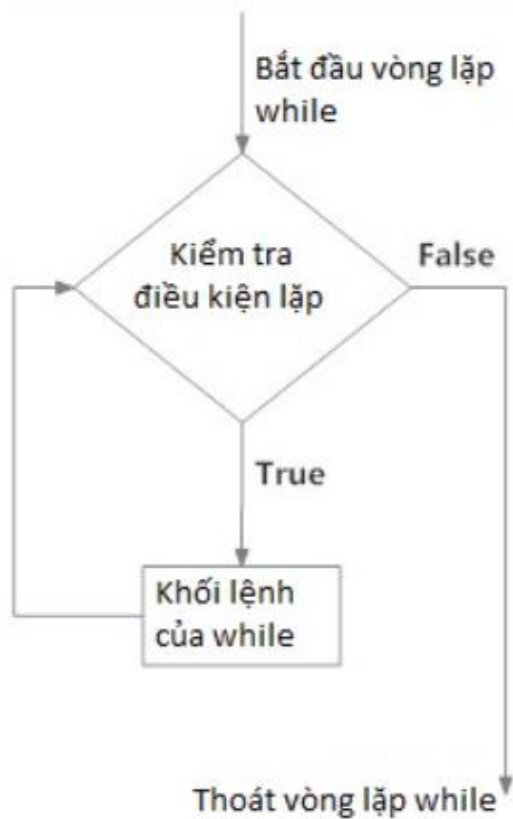 Bắt đầu vòng lặp
while
Kiểm tra
điều kiện lặp
False
True
Khối lệnh
của while
Thoát vòng lặp while